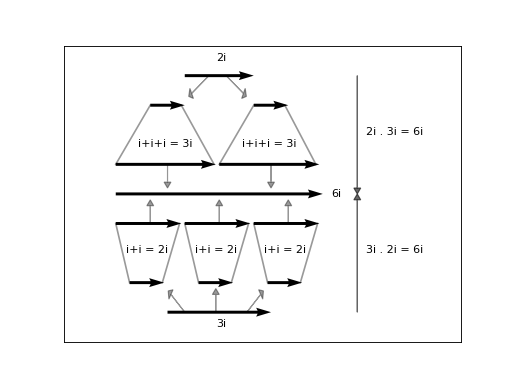 2i
i+i+i = 3i i+i+i = 3i
2i . 3i = 6i
6i
i+i = 2i i+i = 2i i+i = 2i
3i . 2i = 6i
3i